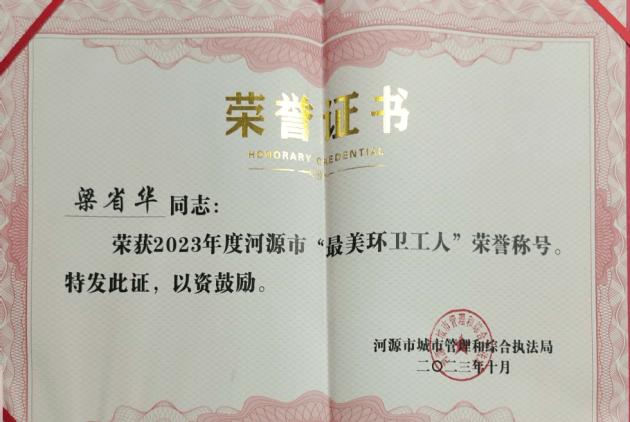 荣誉证书
HONORARY CREDENTIAL
梁省华同志：
荣获2023年度河源市“最美环卫工人”荣誉称号。
特发此证，以资鼓励。
河源市城市管理和综合执法局
二〇二三年十月